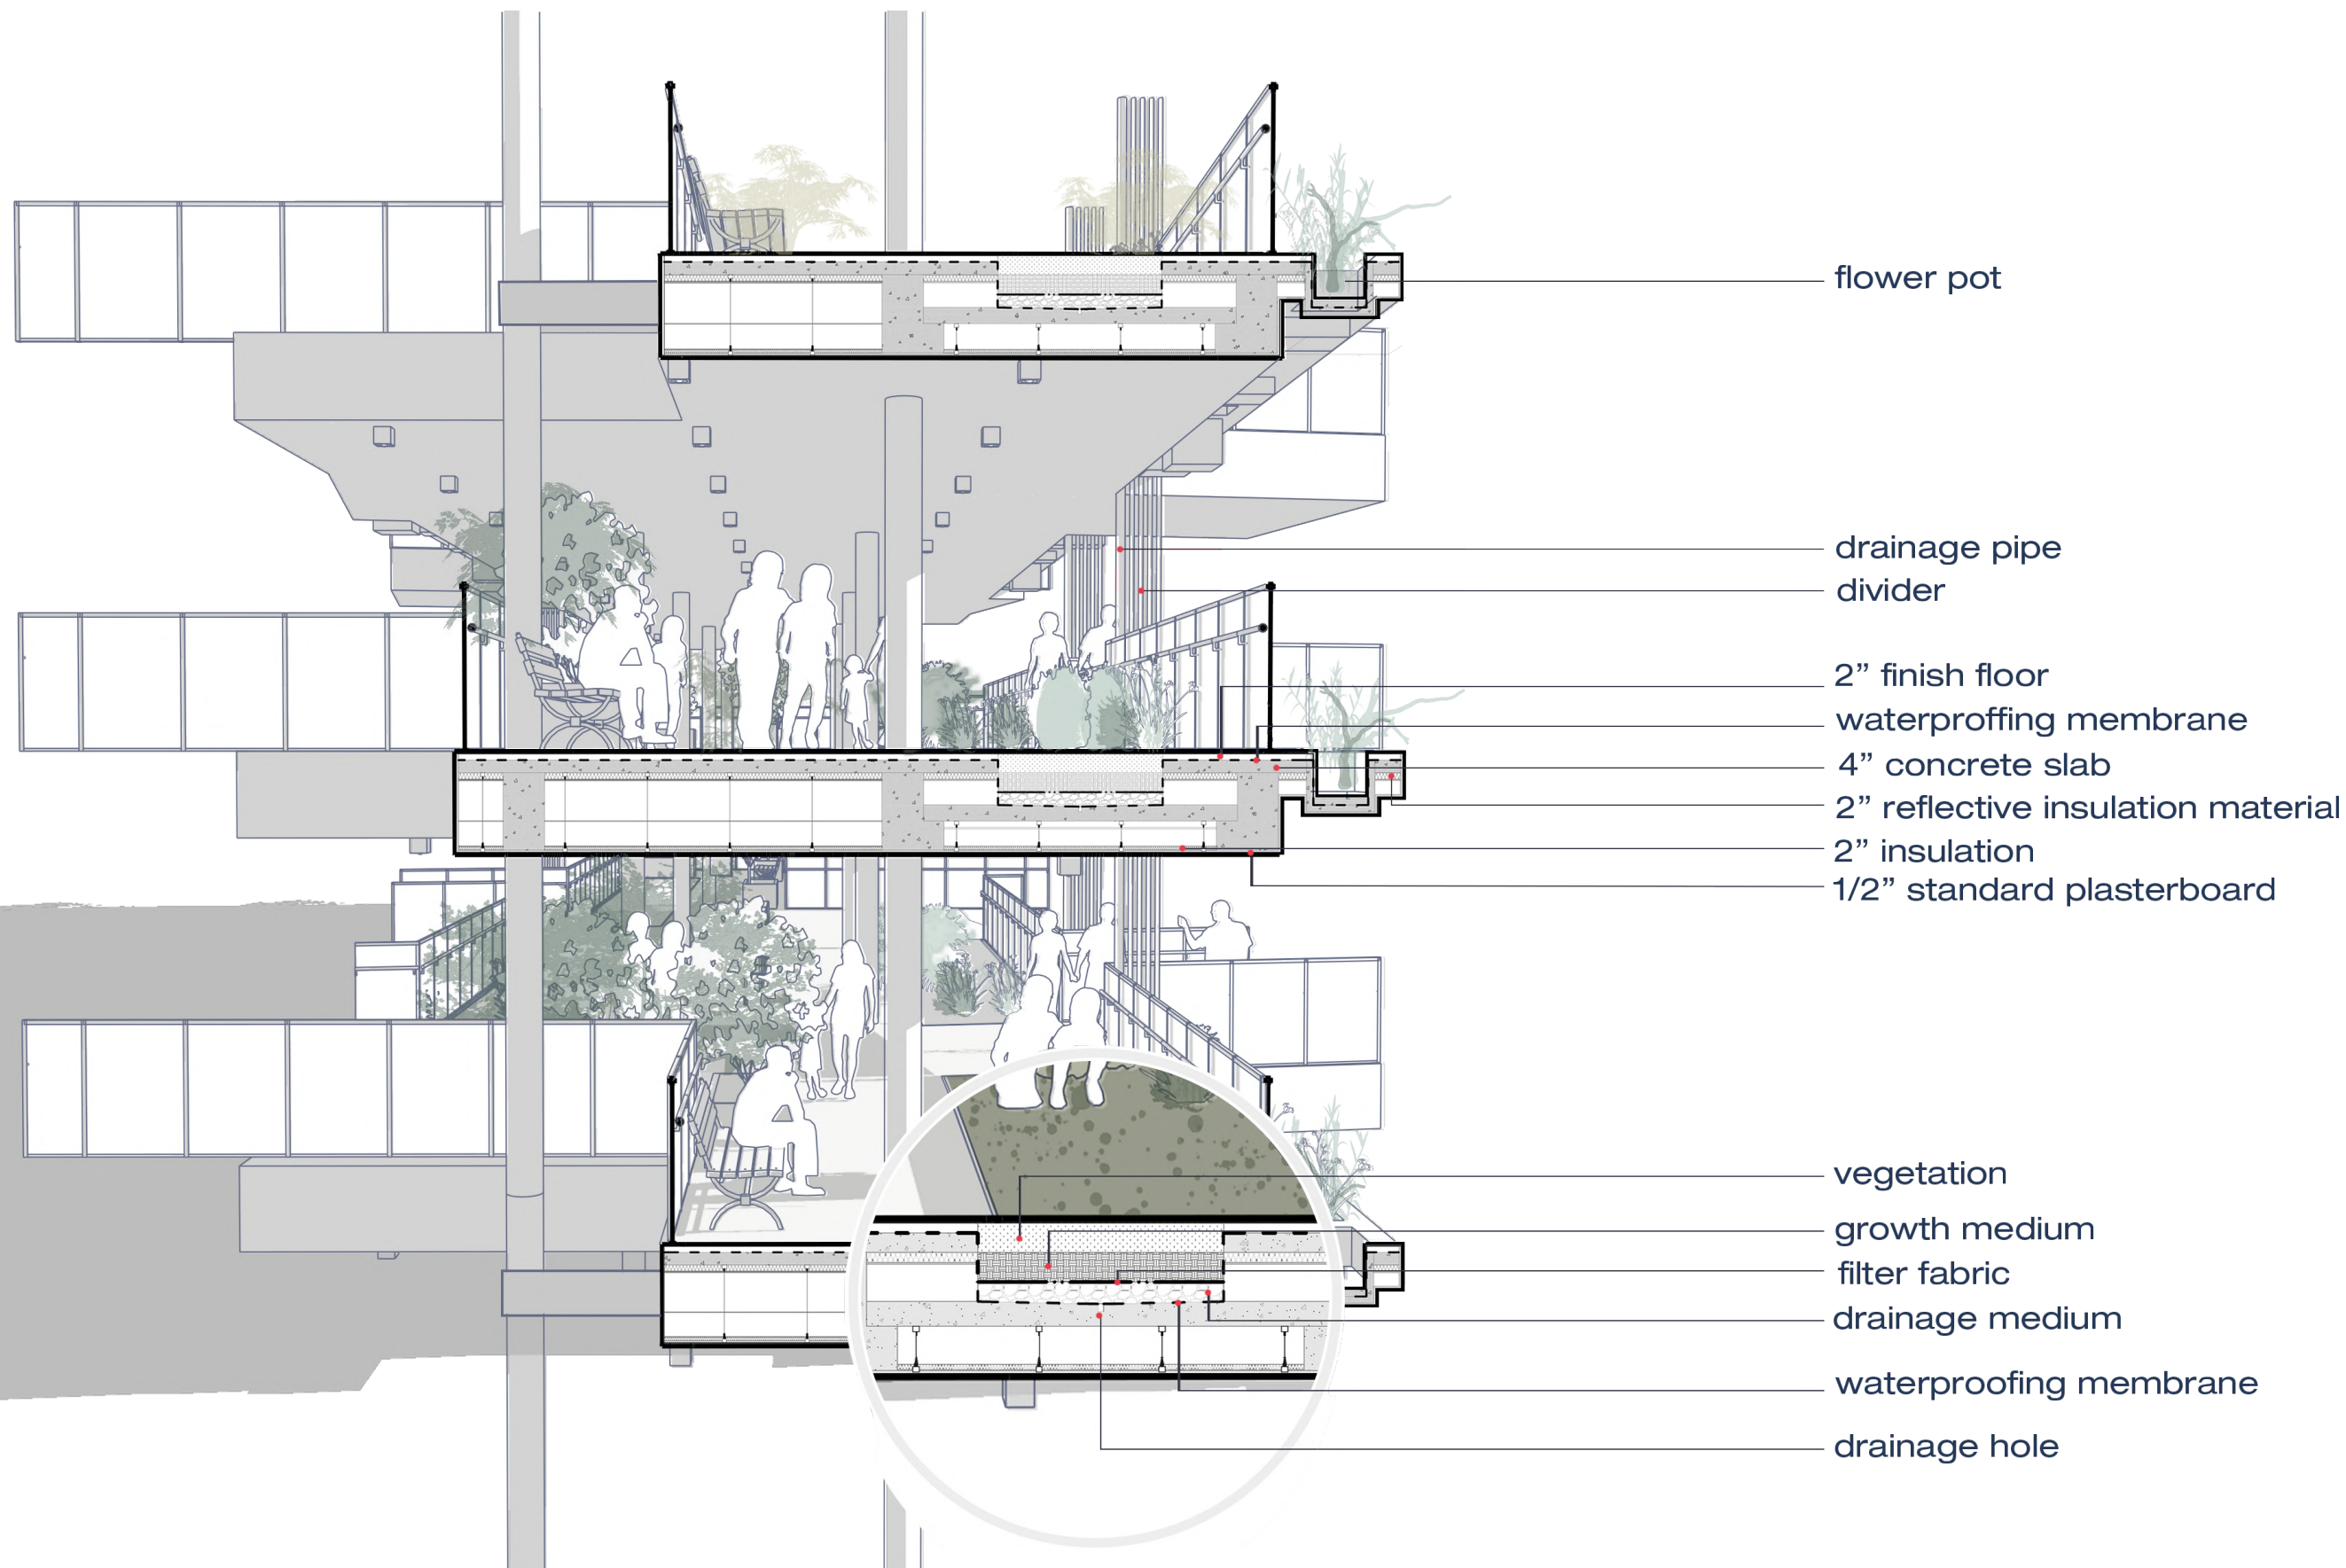 flower pot
drainage pipe
divider
2” finish floor
waterproffing membrane
4” concrete slab
2” reflective insulation material
2” insulation
1/2” standard plasterboard
vegetation
growth medium
filter fabric
drainage medium
waterproofing membrane
drainage hole